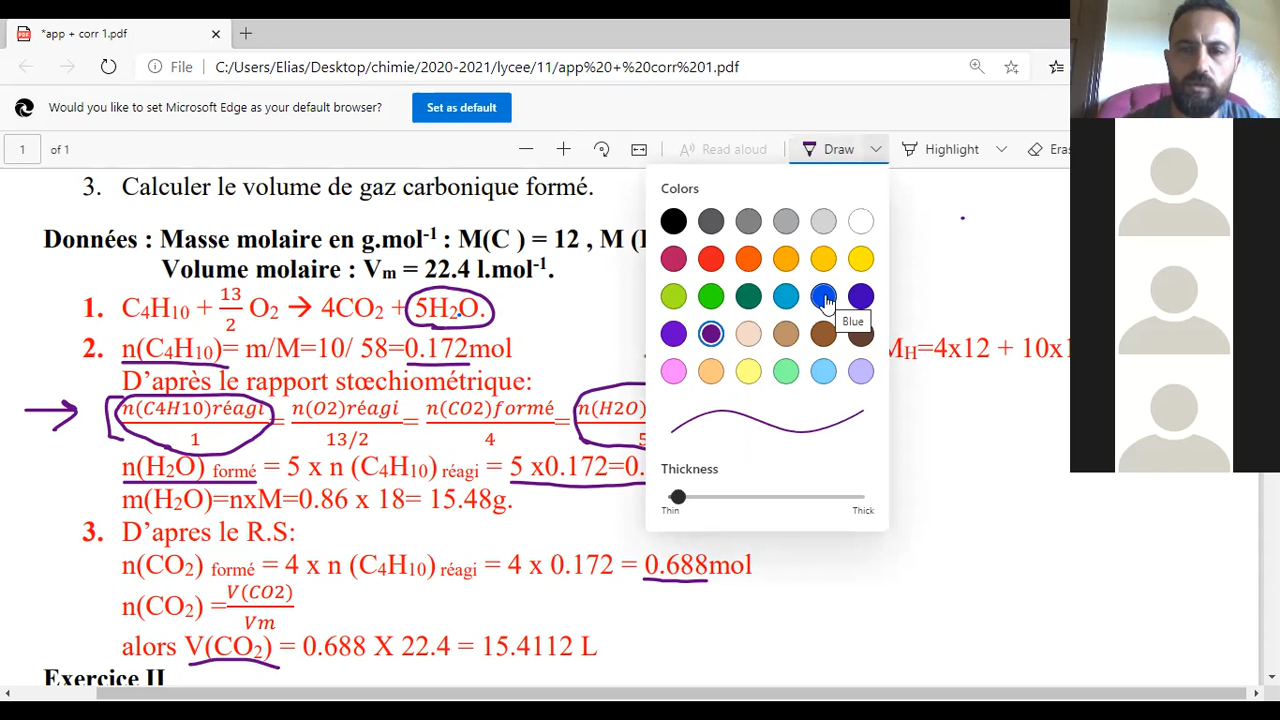 *app + corr 1.pdf
File C:/Users/Elias/Desktop/chimie/2020-2021/lycee/11/app%20+%20corr%201.pdf
Would you like to set Microsoft Edge as your default browser? Set as default
1 of 1 Read aloud Draw Highlight Eras
Colors
Blue
Thickness
Thin Thick
3. Calculer le volume de gaz carbonique formé.
Données : Masse molaire en g.mol⁻¹ : M(C ) = 12 , M (
Volume molaire : Vₘ = 22.4 l.mol⁻¹.
1. C₄H₁₀ + 13/2 O₂ → 4CO₂ + 5H₂O.
2. n(C₄H₁₀)= m/M=10/ 58=0.172mol M_H=4x12 + 10x1
D’après le rapport stœchiométrique:
n(C4H10)réagi/1 = n(O2)réagi/13/2 = n(CO2)formé/4 = n(H2O)/5
n(H₂O) formé = 5 x n (C₄H₁₀) réagi = 5 x0.172=0.
m(H₂O)=nxM=0.86 x 18= 15.48g.
3. D’apres le R.S:
n(CO₂) formé = 4 x n (C₄H₁₀) réagi = 4 x 0.172 = 0.688mol
n(CO₂) = V(CO2)/Vm
alors V(CO₂) = 0.688 X 22.4 = 15.4112 L
Exercice II